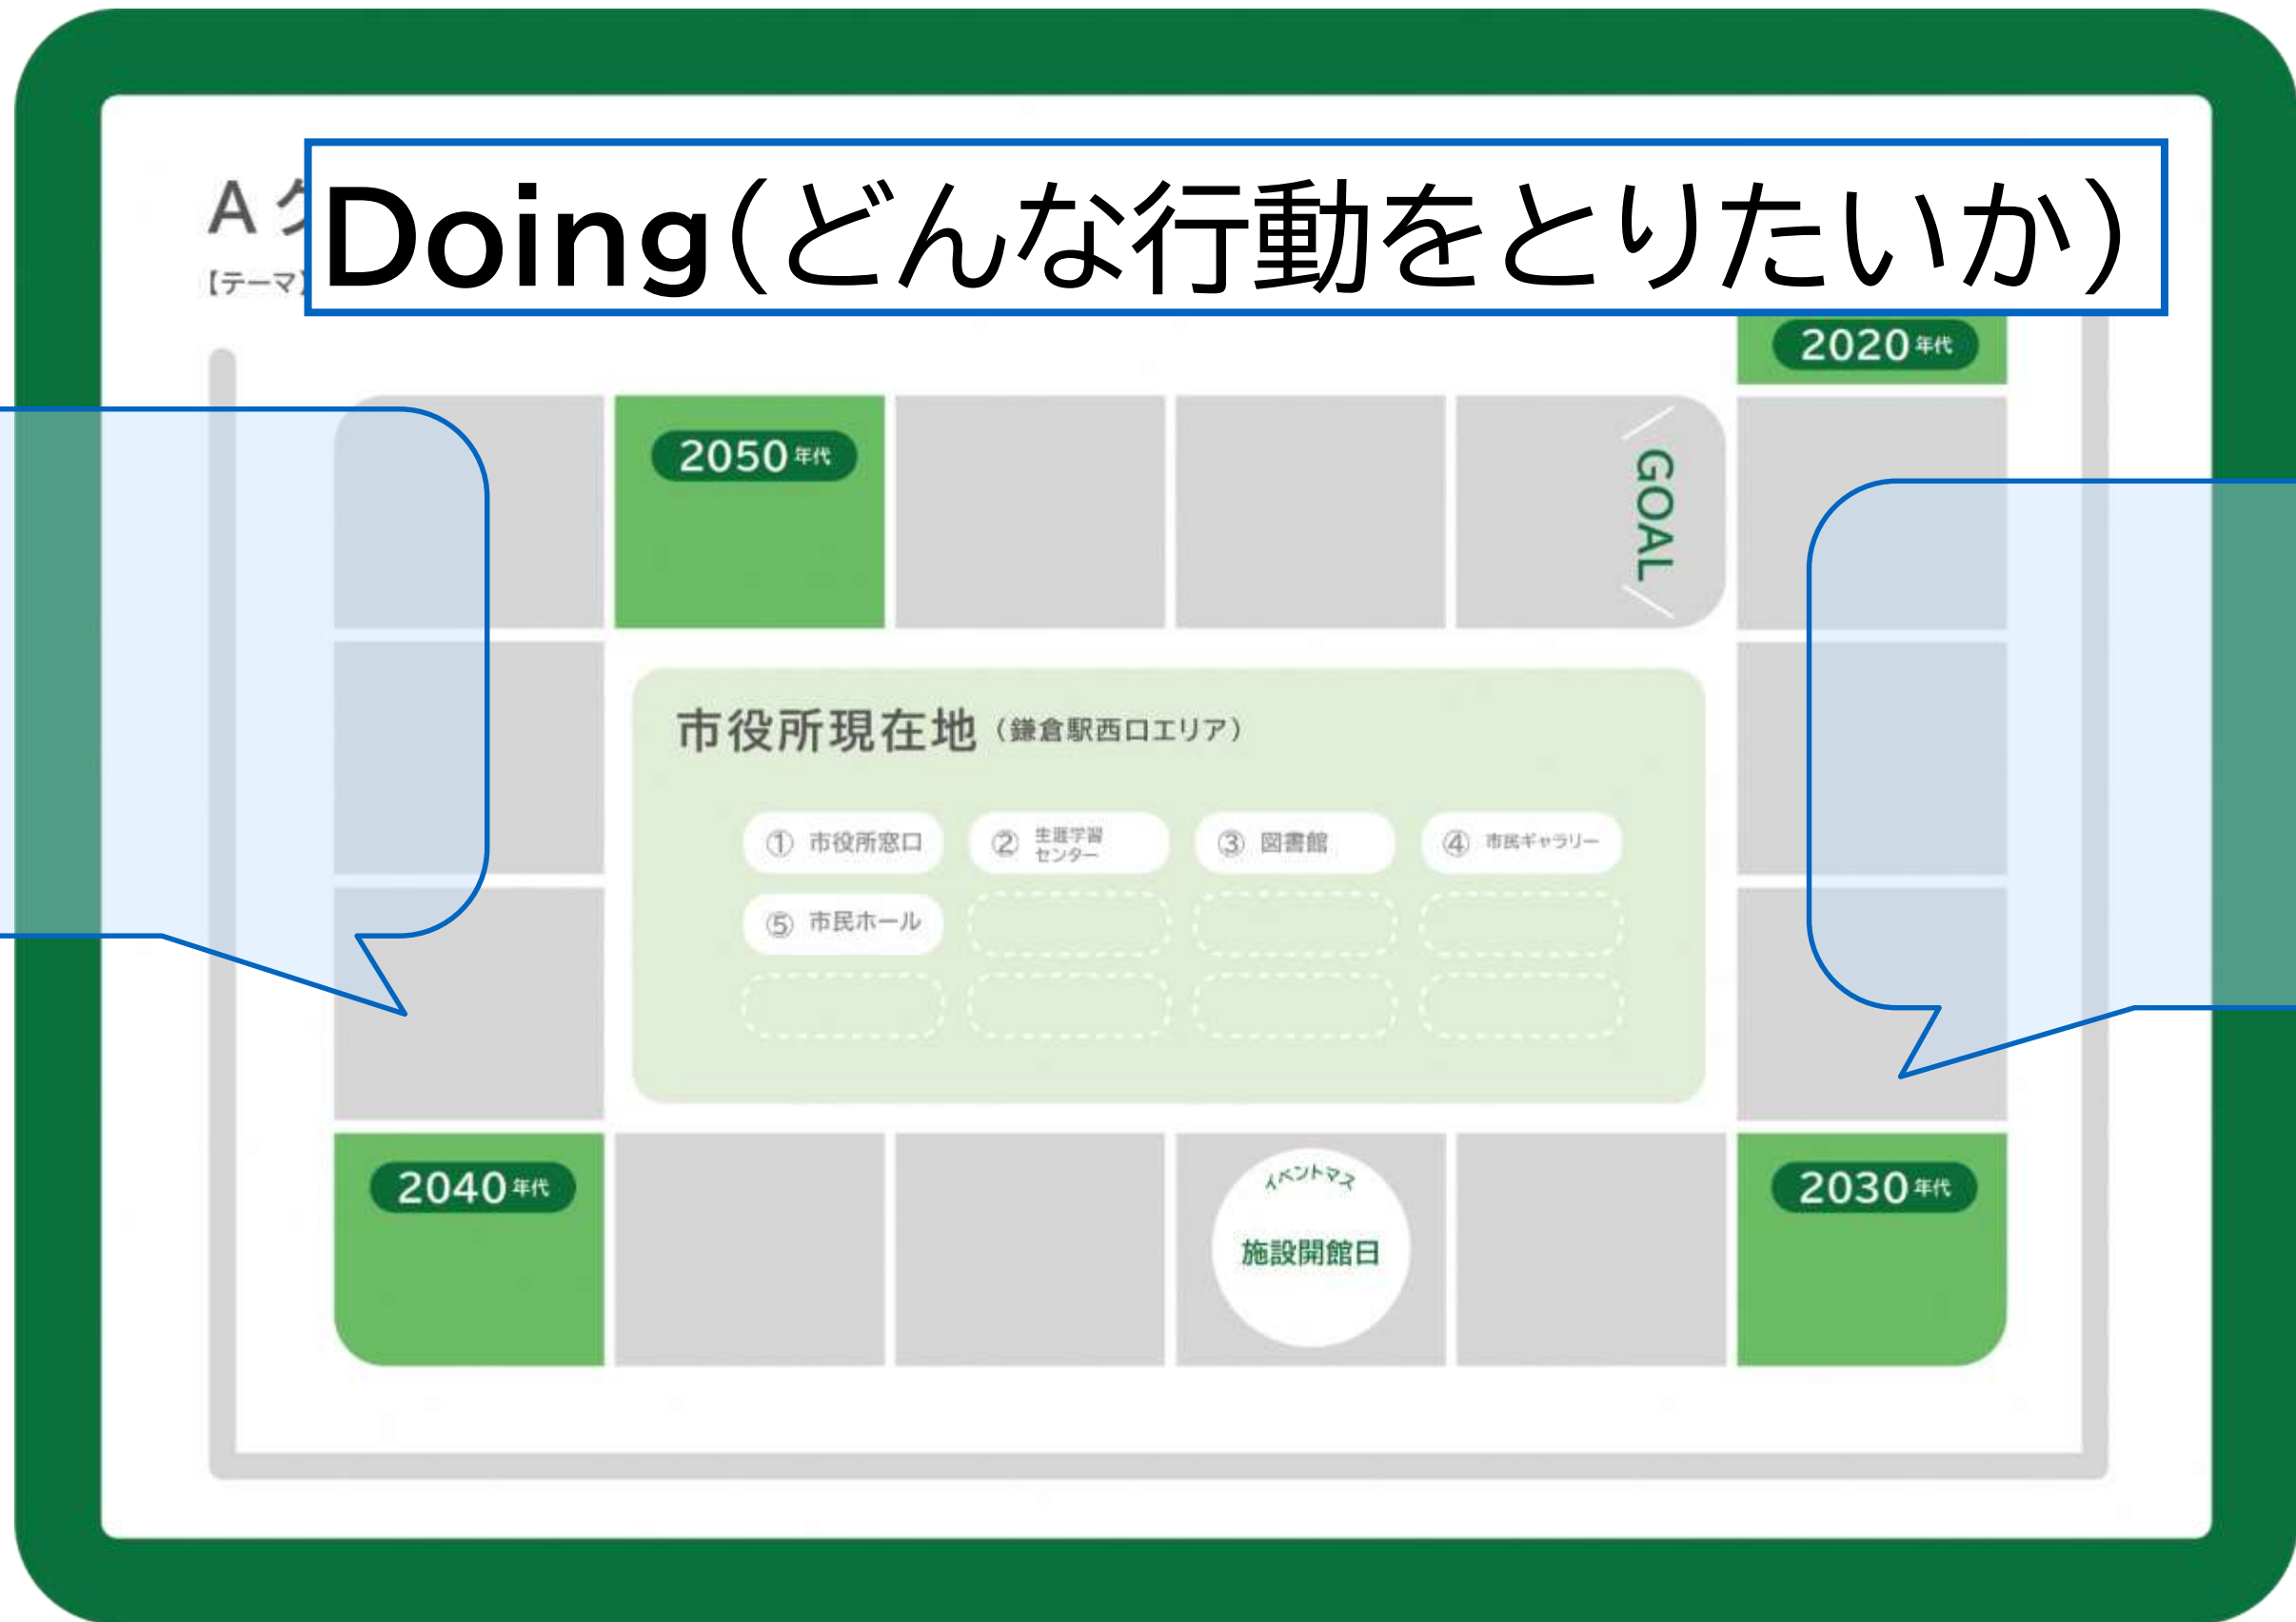 Doing(どんな行動をとりたいか)
A
【テーマ】
2020年代
2050年代
GOAL
市役所現在地（鎌倉駅西口エリア）
① 市役所窓口
② 生涯学習
センター
③ 図書館
④ 市民ギャラリー
⑤ 市民ホール
2040年代
イベントマス
施設開館日
2030年代